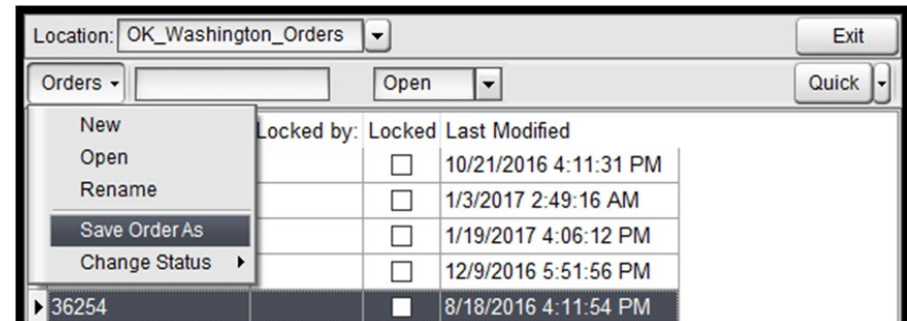 Location: OK_Washington_Orders Exit
Orders Open Quick
New
Locked by: Locked Last Modified
Open
10/21/2016 4:11:31 PM
Rename
1/3/2017 2:49:16 AM
Save Order As
1/19/2017 4:06:12 PM
Change Status
12/9/2016 5:51:56 PM
36254 8/18/2016 4:11:54 PM